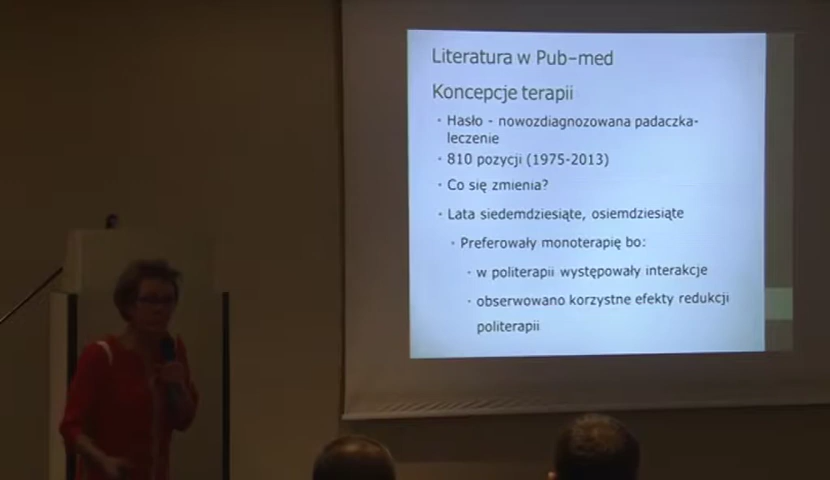 Literatura w Pub-med
Koncepcje terapii
· Hasło - nowozdiagnozowana padaczka-
leczenie
· 810 pozycji (1975-2013)
· Co się zmienia?
· Lata siedemdziesiąte, osiemdziesiąte
· Preferowały monoterapię bo:
· w politerapii występowały interakcje
· obserwowano korzystne efekty redukcji
politerapii